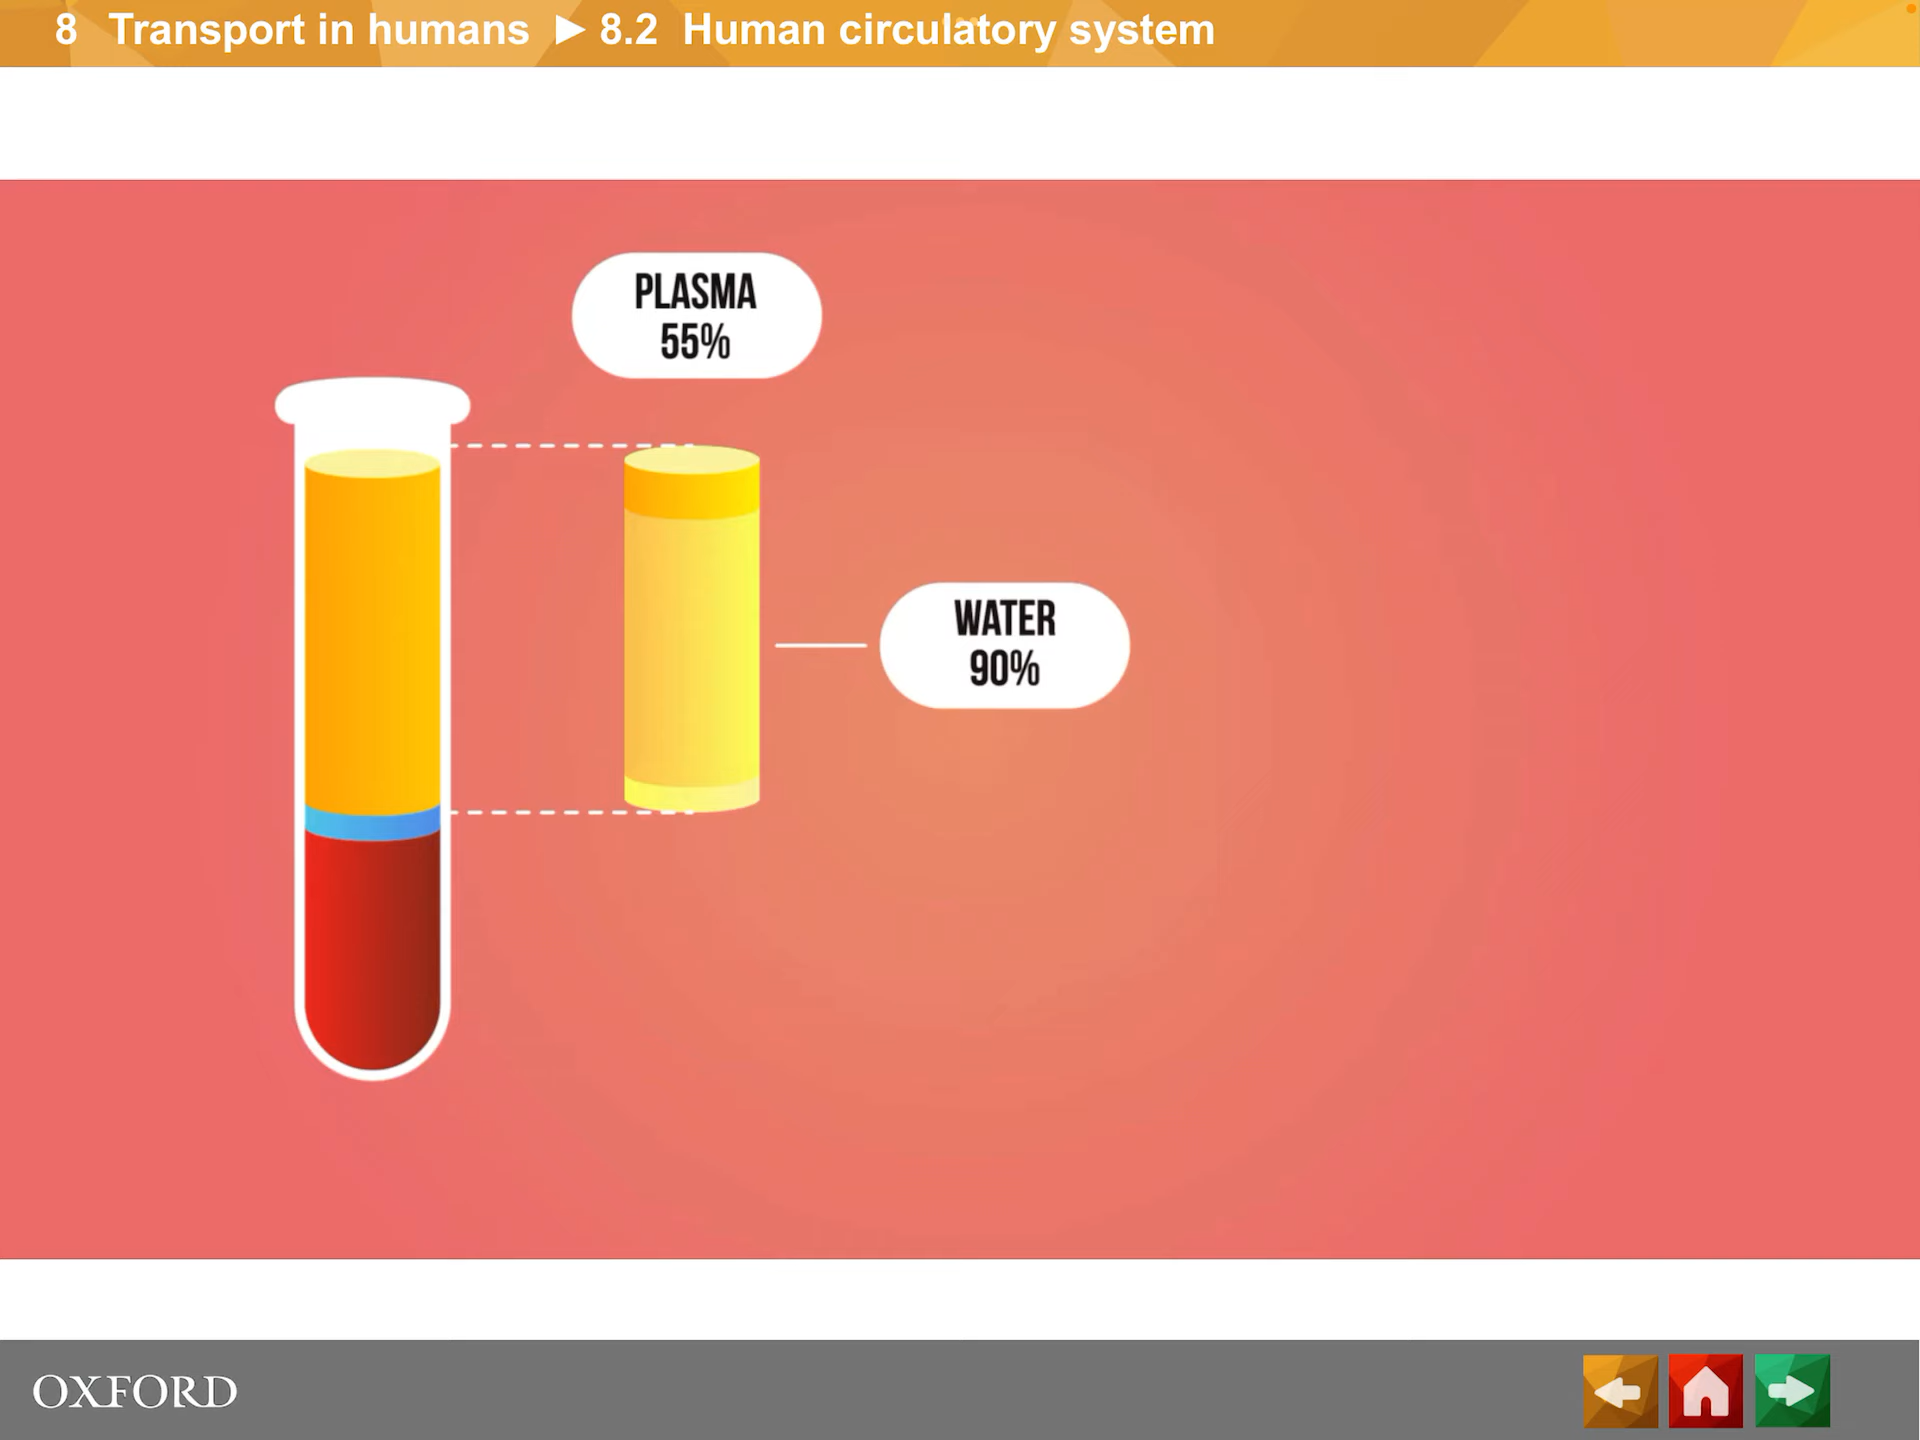 8 Transport in humans ► 8.2 Human circulatory system
PLASMA
55%
WATER
90%
OXFORD